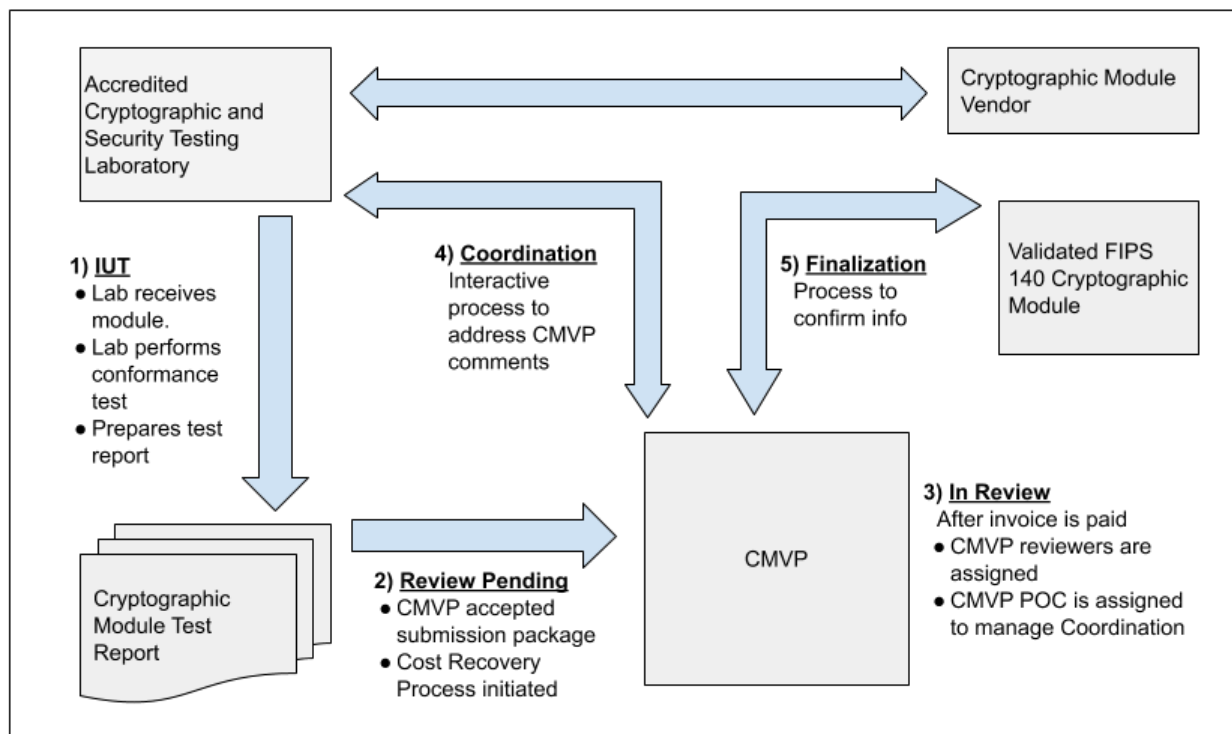 Accredited
Cryptographic and
Security Testing
Laboratory
Cryptographic Module
Vendor
1) IUT
● Lab receives
module.
● Lab performs
conformance
test
● Prepares test
report
4) Coordination
Interactive
process to
address CMVP
comments
5) Finalization
Process to
confirm info
Validated FIPS
140 Cryptographic
Module
Cryptographic
Module Test
Report
2) Review Pending
● CMVP accepted
submission package
● Cost Recovery
Process initiated
CMVP
3) In Review
After invoice is paid
● CMVP reviewers are
assigned
● CMVP POC is assigned
to manage Coordination